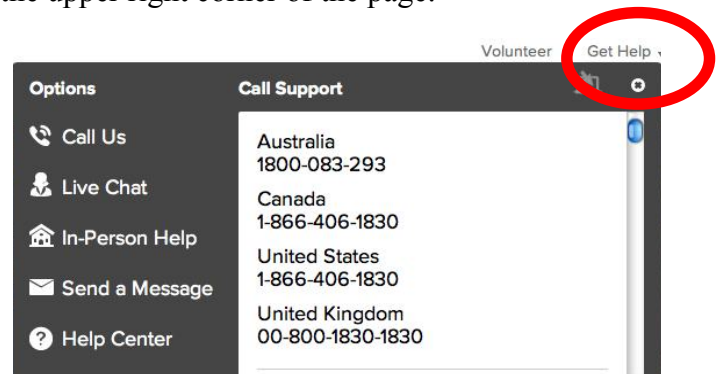 the upper right corner of the page.
Volunteer Get Help
Options Call Support
Call Us
Live Chat
In-Person Help
Send a Message
Help Center
Australia
1800-083-293
Canada
1-866-406-1830
United States
1-866-406-1830
United Kingdom
00-800-1830-1830